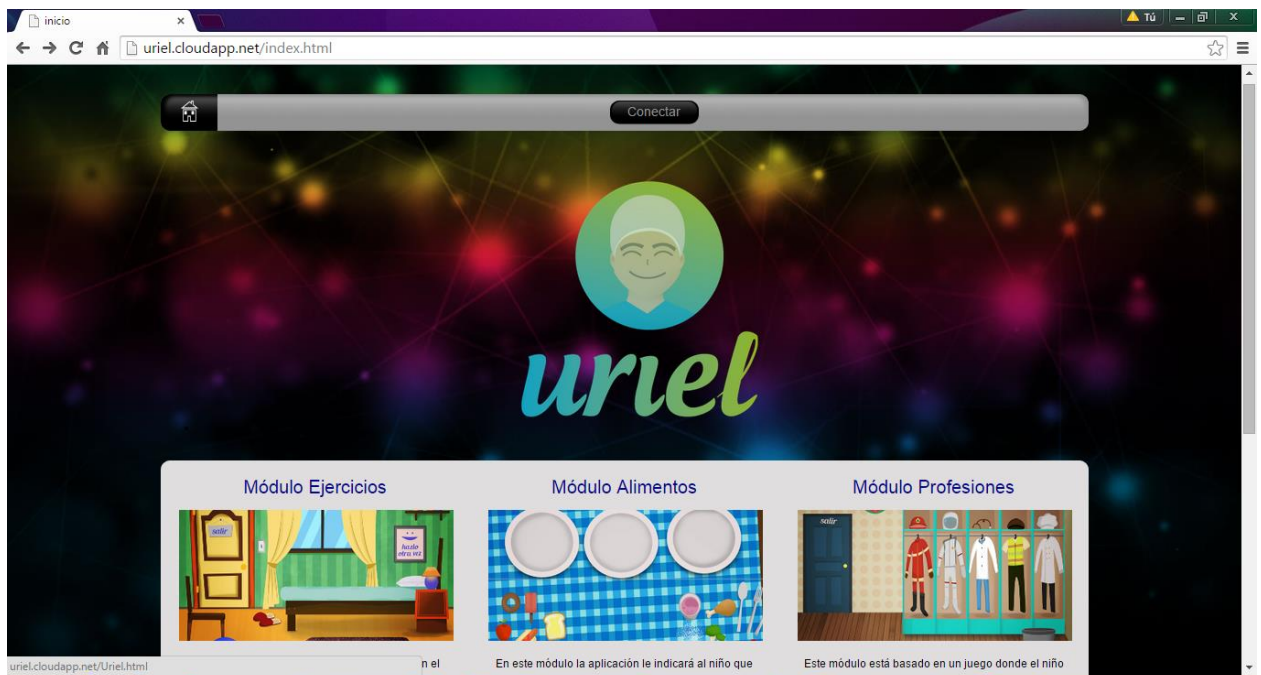 inicio
Tú
uriel.cloudapp.net/index.html
Conectar
uriel
Módulo Ejercicios
Módulo Alimentos
Módulo Profesiones
salir
hazlo
otra vez
salir
n el
En este módulo la aplicación le indicará al niño que
Este módulo está basado en un juego donde el niño
uriel.cloudapp.net/Uriel.html